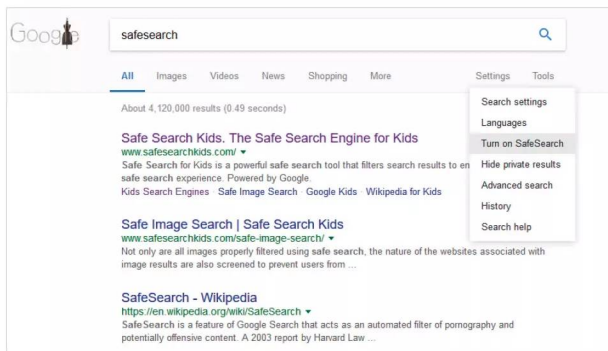 Google
safesearch
All Images Videos News Shopping More Settings Tools
About 4,120,000 results (0.49 seconds)
Search settings
Languages
Turn on SafeSearch
Hide private results
Advanced search
History
Search help
Safe Search Kids. The Safe Search Engine for Kids
www.safesearchkids.com/
Safe Search for Kids is a powerful safe search tool that filters search results to en
safe search experience. Powered by Google.
Kids Search Engines · Safe Image Search · Google Kids · Wikipedia for Kids
Safe Image Search | Safe Search Kids
www.safesearchkids.com/safe-image-search/
Not only are all images properly filtered using safe search, the nature of the websites associated with
image results are also screened to prevent users from ...
SafeSearch - Wikipedia
https://en.wikipedia.org/wiki/SafeSearch
SafeSearch is a feature of Google Search that acts as an automated filter of pornography and
potentially offensive content. A 2003 report by Harvard Law ...